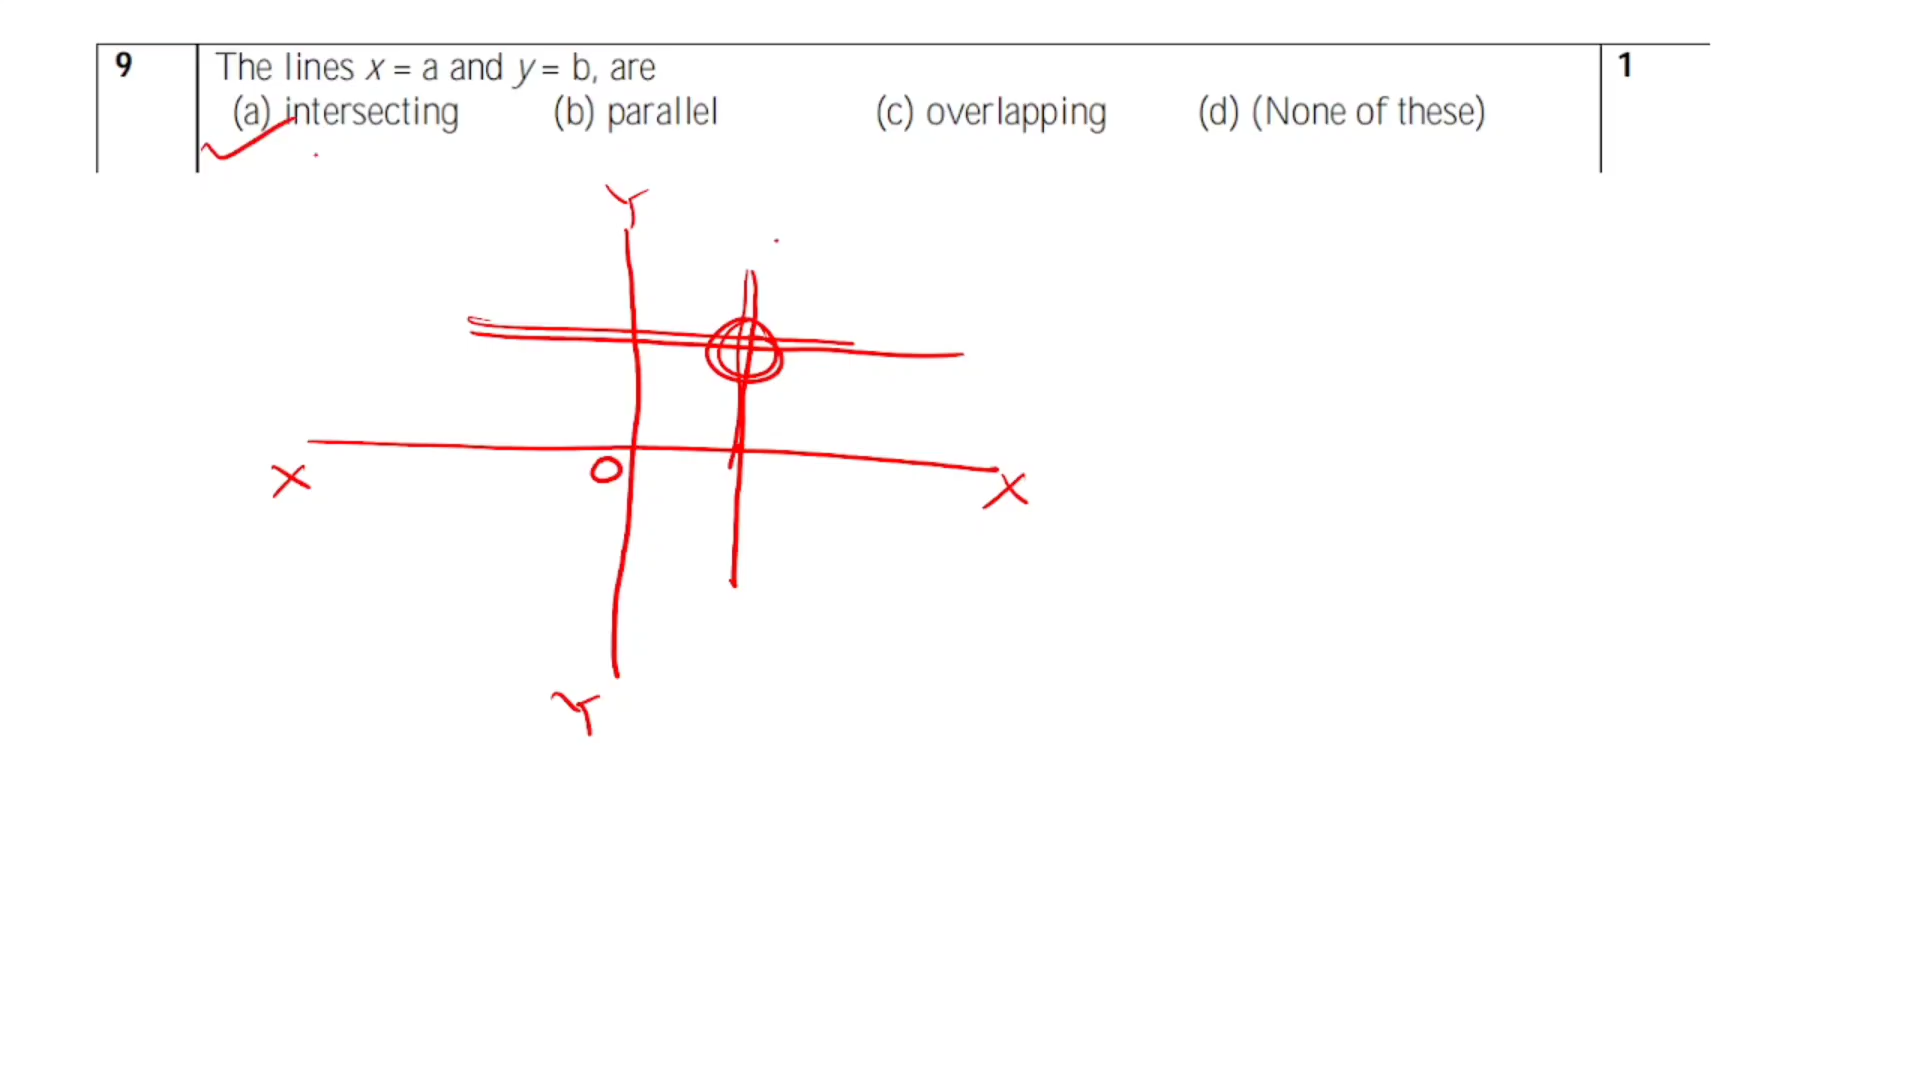 9 The lines x = a and y = b, are 1
(a) intersecting (b) parallel (c) overlapping (d) (None of these)
Y
O
X X
Y